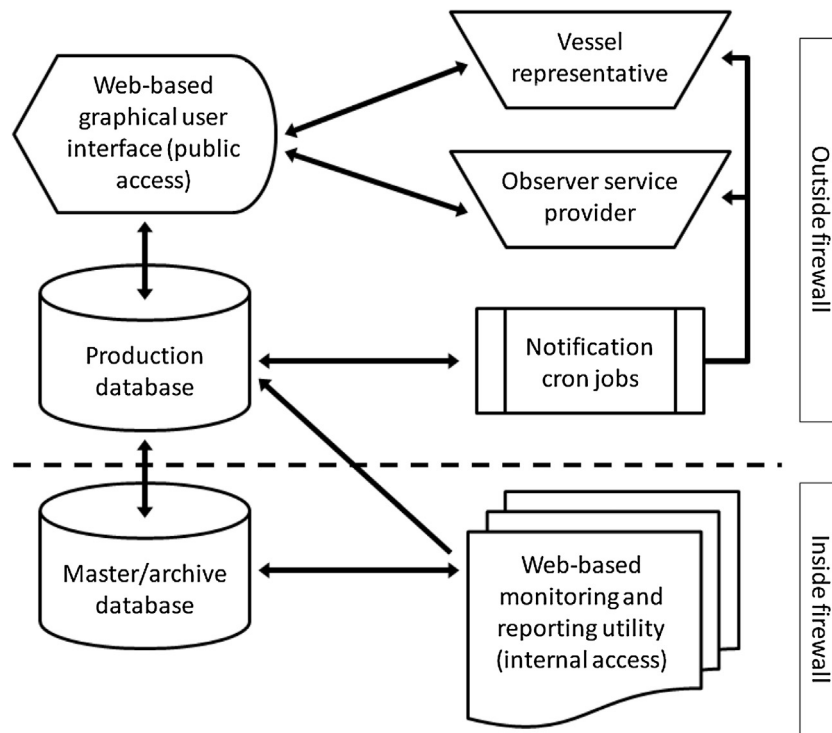 Web-based
graphical user
interface (public
access)
Vessel
representative
Observer service
provider
Production
database
Notification
cron jobs
Outside firewall
Master/archive
database
Web-based
monitoring and
reporting utility
(internal access)
Inside firewall